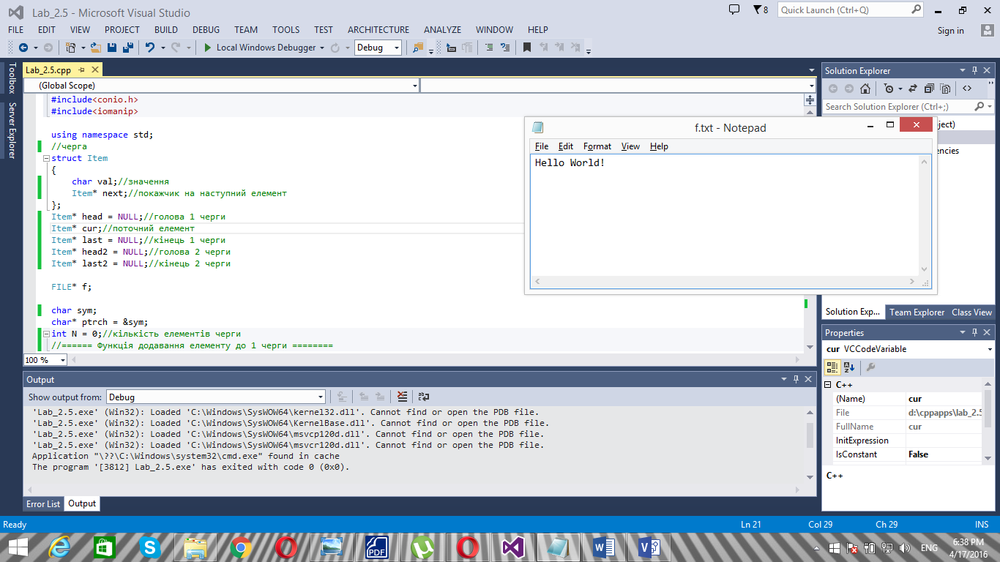 Lab_2.5 - Microsoft Visual Studio
8
Quick Launch (Ctrl+Q)
FILE EDIT VIEW PROJECT BUILD DEBUG TEAM TOOLS TEST ARCHITECTURE ANALYZE WINDOW HELP
Sign in
Local Windows Debugger Debug
Toolbox
Server Explorer
Lab_2.5.cpp
(Global Scope)
#include<conio.h>
#include<iomanip>
using namespace std;
//черга
struct Item
{
char val;//значення
Item* next;//покажчик на наступний елемент
};
Item* head = NULL;//голова 1 черги
Item* cur;//поточний елемент
Item* last = NULL;//кінець 1 черги
Item* head2 = NULL;//голова 2 черги
Item* last2 = NULL;//кінець 2 черги
FILE* f;
char sym;
char* ptrch = &sym;
int N = 0;//кількість елементів черги
//====== Функція додавання елементу до 1 черги ========
100 %
f.txt - Notepad
File Edit Format View Help
Hello World!
Solution Explorer
Search Solution Explorer (Ctrl+;)
ject)
encies
Solution Exp... Team Explorer Class View
Properties
cur VCCodeVariable
C++
(Name) cur
File d:\cppapps\lab_2.5
FullName cur
InitExpression
IsConstant False
C++
Output
Show output from: Debug
'Lab_2.5.exe' (Win32): Loaded 'C:\Windows\SysWOW64\kernel32.dll'. Cannot find or open the PDB file.
'Lab_2.5.exe' (Win32): Loaded 'C:\Windows\SysWOW64\KernelBase.dll'. Cannot find or open the PDB file.
'Lab_2.5.exe' (Win32): Loaded 'C:\Windows\SysWOW64\msvcp120d.dll'. Cannot find or open the PDB file.
'Lab_2.5.exe' (Win32): Loaded 'C:\Windows\SysWOW64\msvcr120d.dll'. Cannot find or open the PDB file.
Application "\??\C:\Windows\system32\cmd.exe" found in cache
The program '[3812] Lab_2.5.exe' has exited with code 0 (0x0).
Error List Output
Ready Ln 21 Col 29 Ch 29 INS
PDF
ENG
6:38 PM
4/17/2016